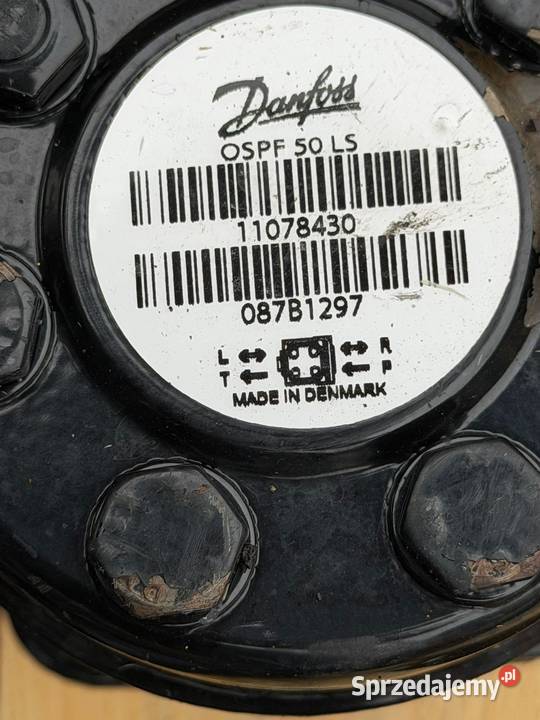 Danfoss
OSPF 50 LS
11078430
087B1297
L R
T P
MADE IN DENMARK
Sprzedajemy.pl